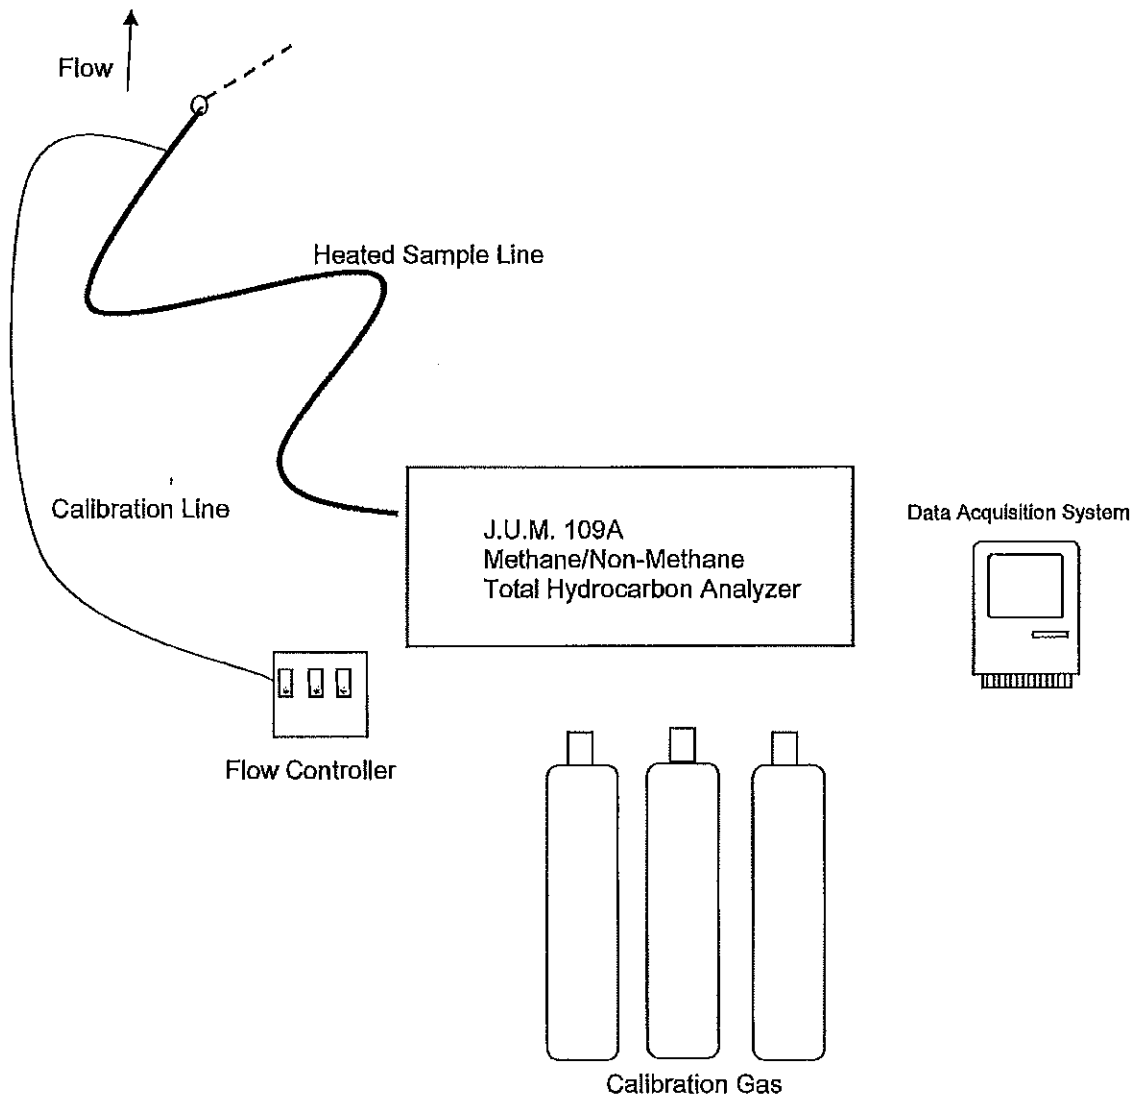 Flow
Heated Sample Line
Calibration Line
J.U.M. 109A
Methane/Non-Methane
Total Hydrocarbon Analyzer
Data Acquisition System
Flow Controller
Calibration Gas